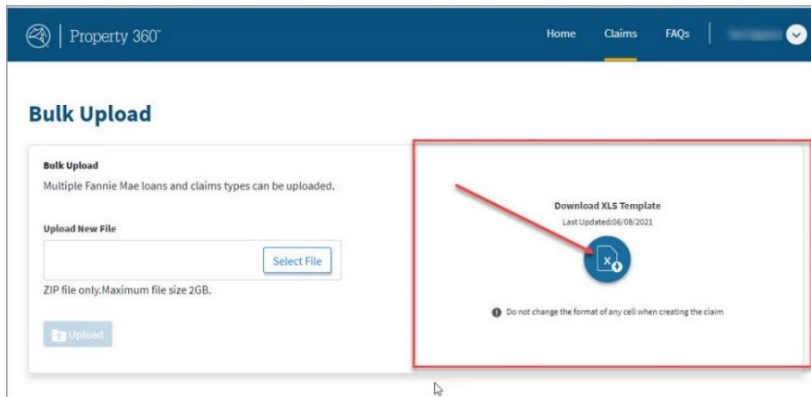 Property 360™
Home Claims FAQs
Bulk Upload
Bulk Upload
Multiple Fannie Mae loans and claims types can be uploaded.
Upload New File
Select File
ZIP file only.Maximum file size 2GB.
Upload
Download XLS Template
Last Updated:06/08/2021
X
Do not change the format of any cell when creating the claim